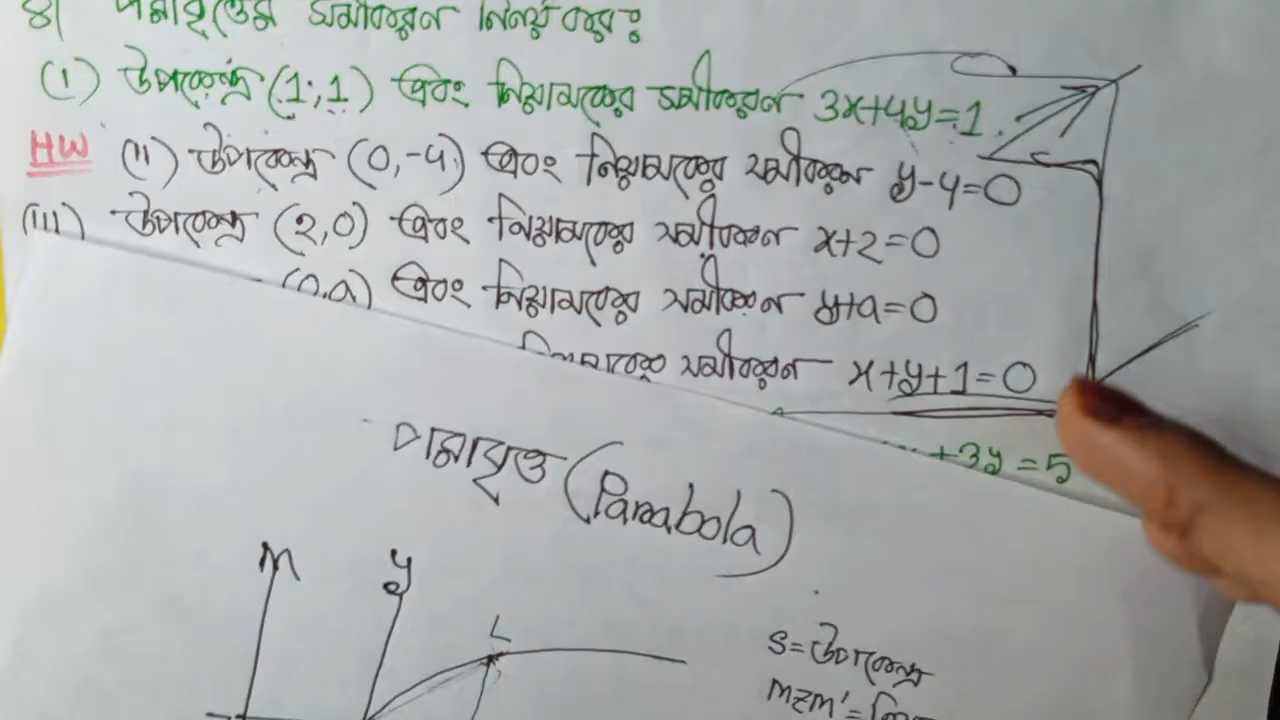 ৪। পরাবৃত্তের সমীকরণ নির্ণয় কর:
(i) উপকেন্দ্র (1,1) এবং নিয়ামকের সমীকরণ 3x+4y=1.
HW (ii) উপকেন্দ্র (0,-4) এবং নিয়ামকের সমীকরণ y-4=0
(iii) উপকেন্দ্র (2,0) এবং নিয়ামকের সমীকরণ x+2=0
(0,a) এবং নিয়ামকের সমীকরণ y+a=0
নিয়ামকের সমীকরণ x+y+1=0
+3y=5
পরাবৃত্ত (Parabola)
M y
L
S=উপকেন্দ্র
MZM'=